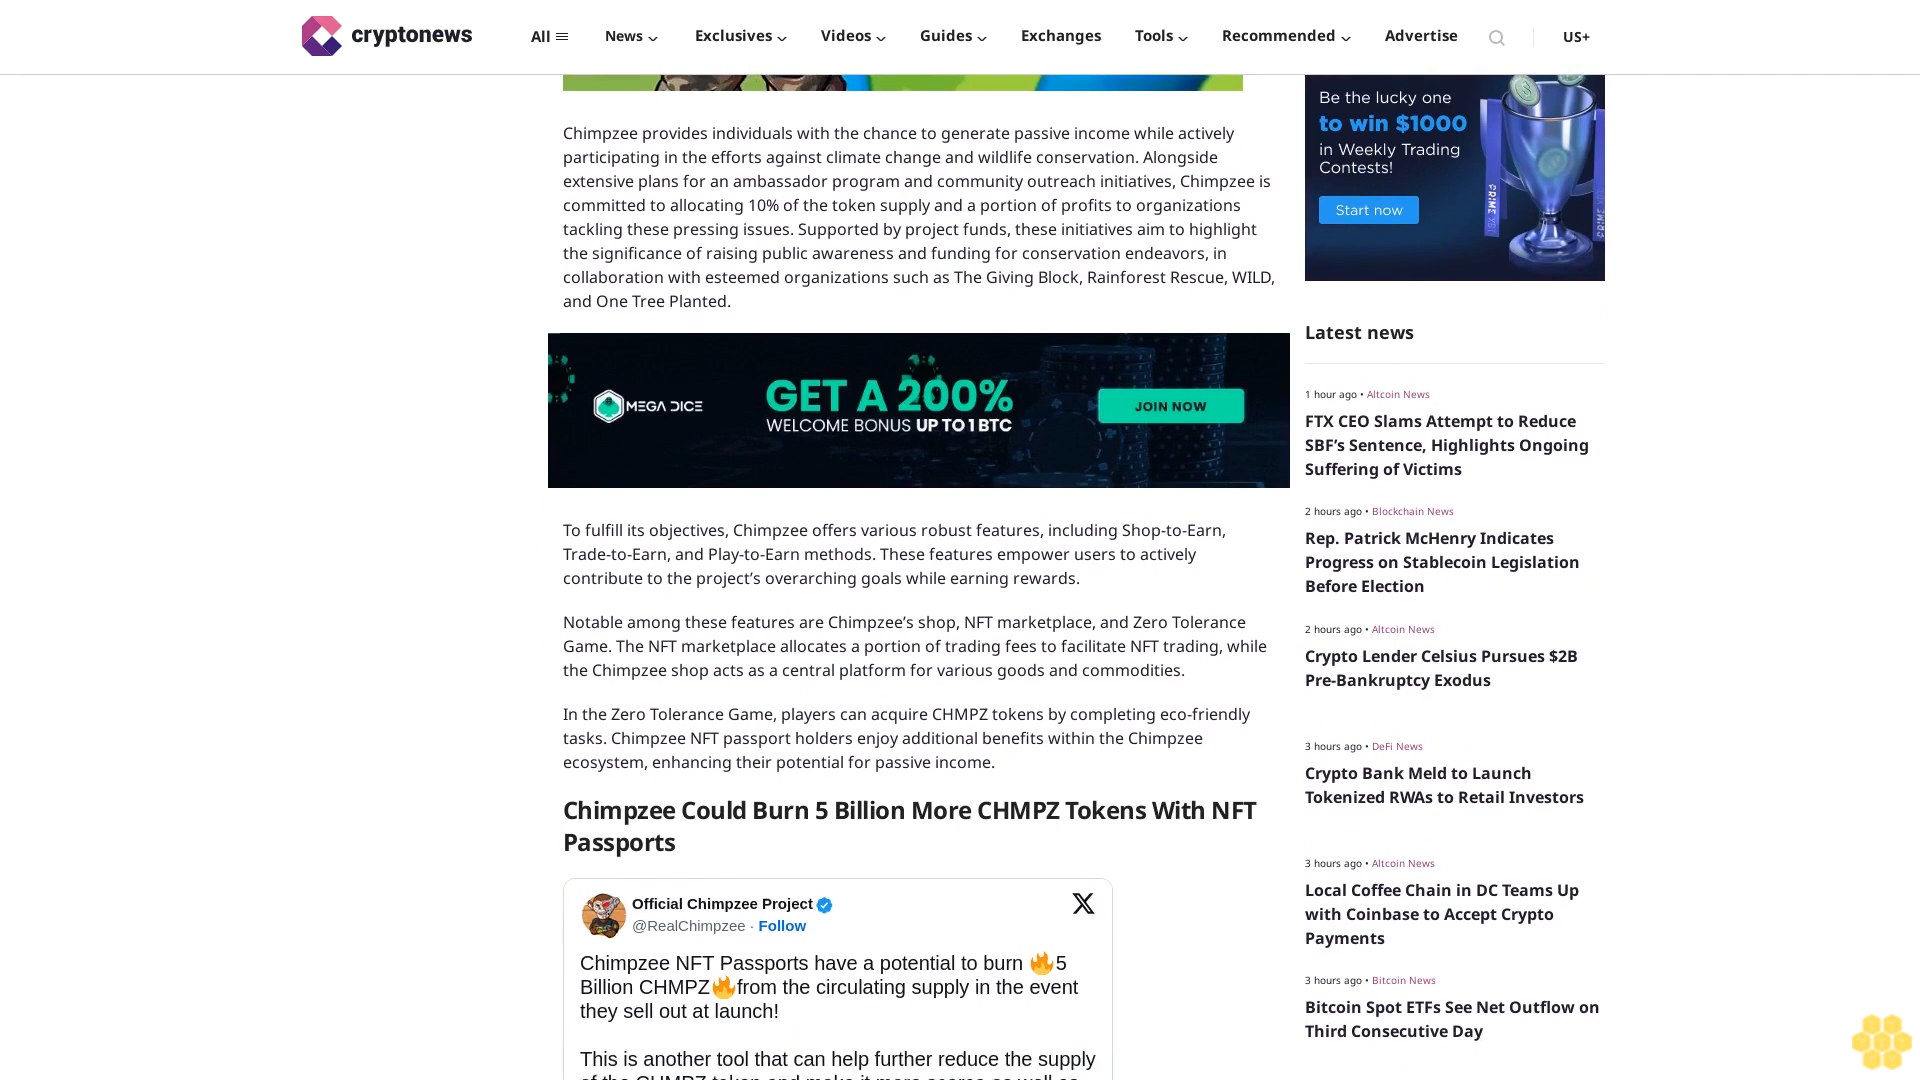 cryptonews
All
News
Exclusives
Videos
Guides
Exchanges
Tools
Recommended
Advertise
US+
Chimpzee provides individuals with the chance to generate passive income while actively
participating in the efforts against climate change and wildlife conservation. Alongside
extensive plans for an ambassador program and community outreach initiatives, Chimpzee is
committed to allocating 10% of the token supply and a portion of profits to organizations
tackling these pressing issues. Supported by project funds, these initiatives aim to highlight
the significance of raising public awareness and funding for conservation endeavors, in
collaboration with esteemed organizations such as The Giving Block, Rainforest Rescue, WILD,
and One Tree Planted.
MEGA DICE
GET A 200%
WELCOME BONUS UP TO 1 BTC
JOIN NOW
To fulfill its objectives, Chimpzee offers various robust features, including Shop-to-Earn,
Trade-to-Earn, and Play-to-Earn methods. These features empower users to actively
contribute to the project’s overarching goals while earning rewards.
Notable among these features are Chimpzee’s shop, NFT marketplace, and Zero Tolerance
Game. The NFT marketplace allocates a portion of trading fees to facilitate NFT trading, while
the Chimpzee shop acts as a central platform for various goods and commodities.
In the Zero Tolerance Game, players can acquire CHMPZ tokens by completing eco-friendly
tasks. Chimpzee NFT passport holders enjoy additional benefits within the Chimpzee
ecosystem, enhancing their potential for passive income.
Chimpzee Could Burn 5 Billion More CHMPZ Tokens With NFT
Passports
Official Chimpzee Project
@RealChimpzee · Follow
Chimpzee NFT Passports have a potential to burn 🔥5
Billion CHMPZ🔥from the circulating supply in the event
they sell out at launch!
This is another tool that can help further reduce the supply
of the CHMPZ token and make it more scarce as well as
Be the lucky one
to win $1000
in Weekly Trading
Contests!
Start now
PRIME
Latest news
1 hour ago • Altcoin News
FTX CEO Slams Attempt to Reduce
SBF’s Sentence, Highlights Ongoing
Suffering of Victims
2 hours ago • Blockchain News
Rep. Patrick McHenry Indicates
Progress on Stablecoin Legislation
Before Election
2 hours ago • Altcoin News
Crypto Lender Celsius Pursues $2B
Pre-Bankruptcy Exodus
3 hours ago • DeFi News
Crypto Bank Meld to Launch
Tokenized RWAs to Retail Investors
3 hours ago • Altcoin News
Local Coffee Chain in DC Teams Up
with Coinbase to Accept Crypto
Payments
3 hours ago • Bitcoin News
Bitcoin Spot ETFs See Net Outflow on
Third Consecutive Day